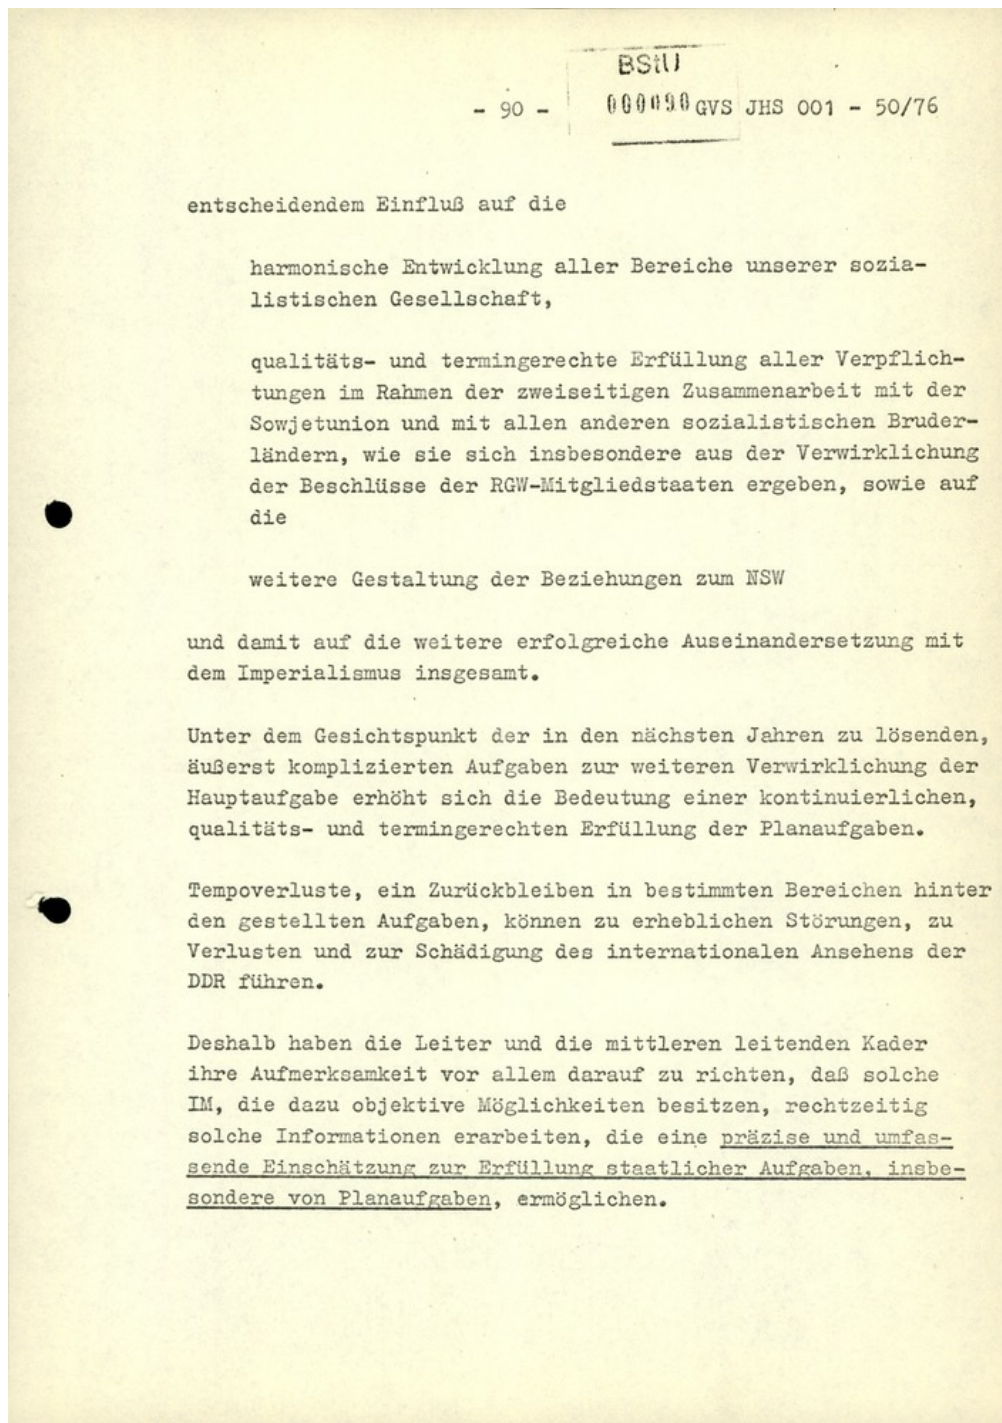 BStU
- 90 - 000090 GVS JHS 001 - 50/76
entscheidendem Einfluß auf die
harmonische Entwicklung aller Bereiche unserer sozia-
listischen Gesellschaft,
qualitäts- und termingerechte Erfüllung aller Verpflich-
tungen im Rahmen der zweiseitigen Zusammenarbeit mit der
Sowjetunion und mit allen anderen sozialistischen Bruder-
ländern, wie sie sich insbesondere aus der Verwirklichung
der Beschlüsse der RGW-Mitgliedstaaten ergeben, sowie auf
die
weitere Gestaltung der Beziehungen zum NSW
und damit auf die weitere erfolgreiche Auseinandersetzung mit
dem Imperialismus insgesamt.
Unter dem Gesichtspunkt der in den nächsten Jahren zu lösenden,
äußerst komplizierten Aufgaben zur weiteren Verwirklichung der
Hauptaufgabe erhöht sich die Bedeutung einer kontinuierlichen,
qualitäts- und termingerechten Erfüllung der Planaufgaben.
Tempoverluste, ein Zurückbleiben in bestimmten Bereichen hinter
den gestellten Aufgaben, können zu erheblichen Störungen, zu
Verlusten und zur Schädigung des internationalen Ansehens der
DDR führen.
Deshalb haben die Leiter und die mittleren leitenden Kader
ihre Aufmerksamkeit vor allem darauf zu richten, daß solche
IM, die dazu objektive Möglichkeiten besitzen, rechtzeitig
solche Informationen erarbeiten, die eine präzise und umfas-
sende Einschätzung zur Erfüllung staatlicher Aufgaben, insbe-
sondere von Planaufgaben, ermöglichen.